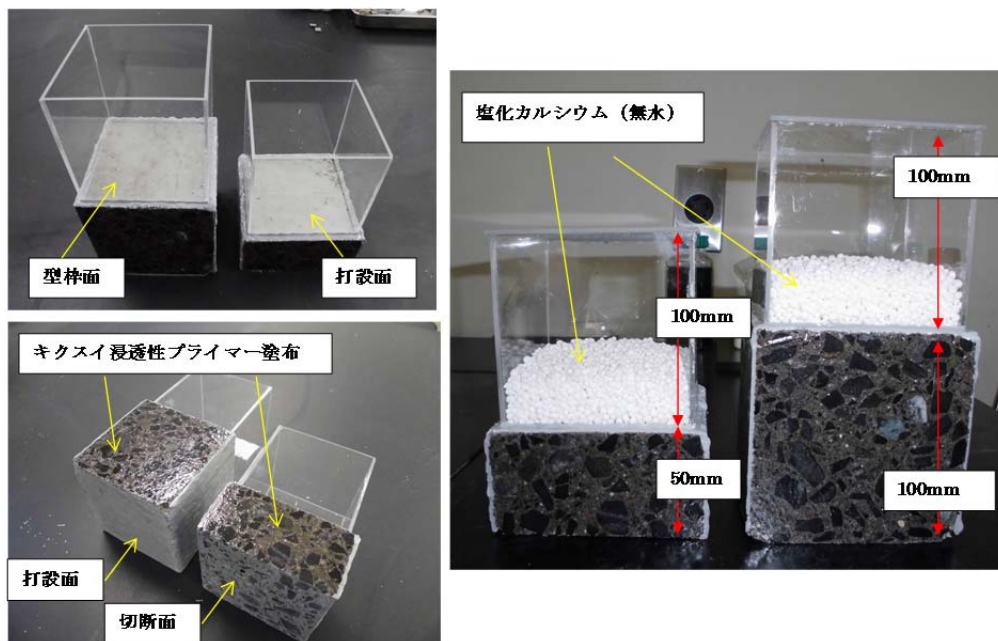 型枠面
打設面
キクスイ浸透性プライマー塗布
打設面
切断面
塩化カルシウム（無水）
100mm
100mm
50mm
100mm